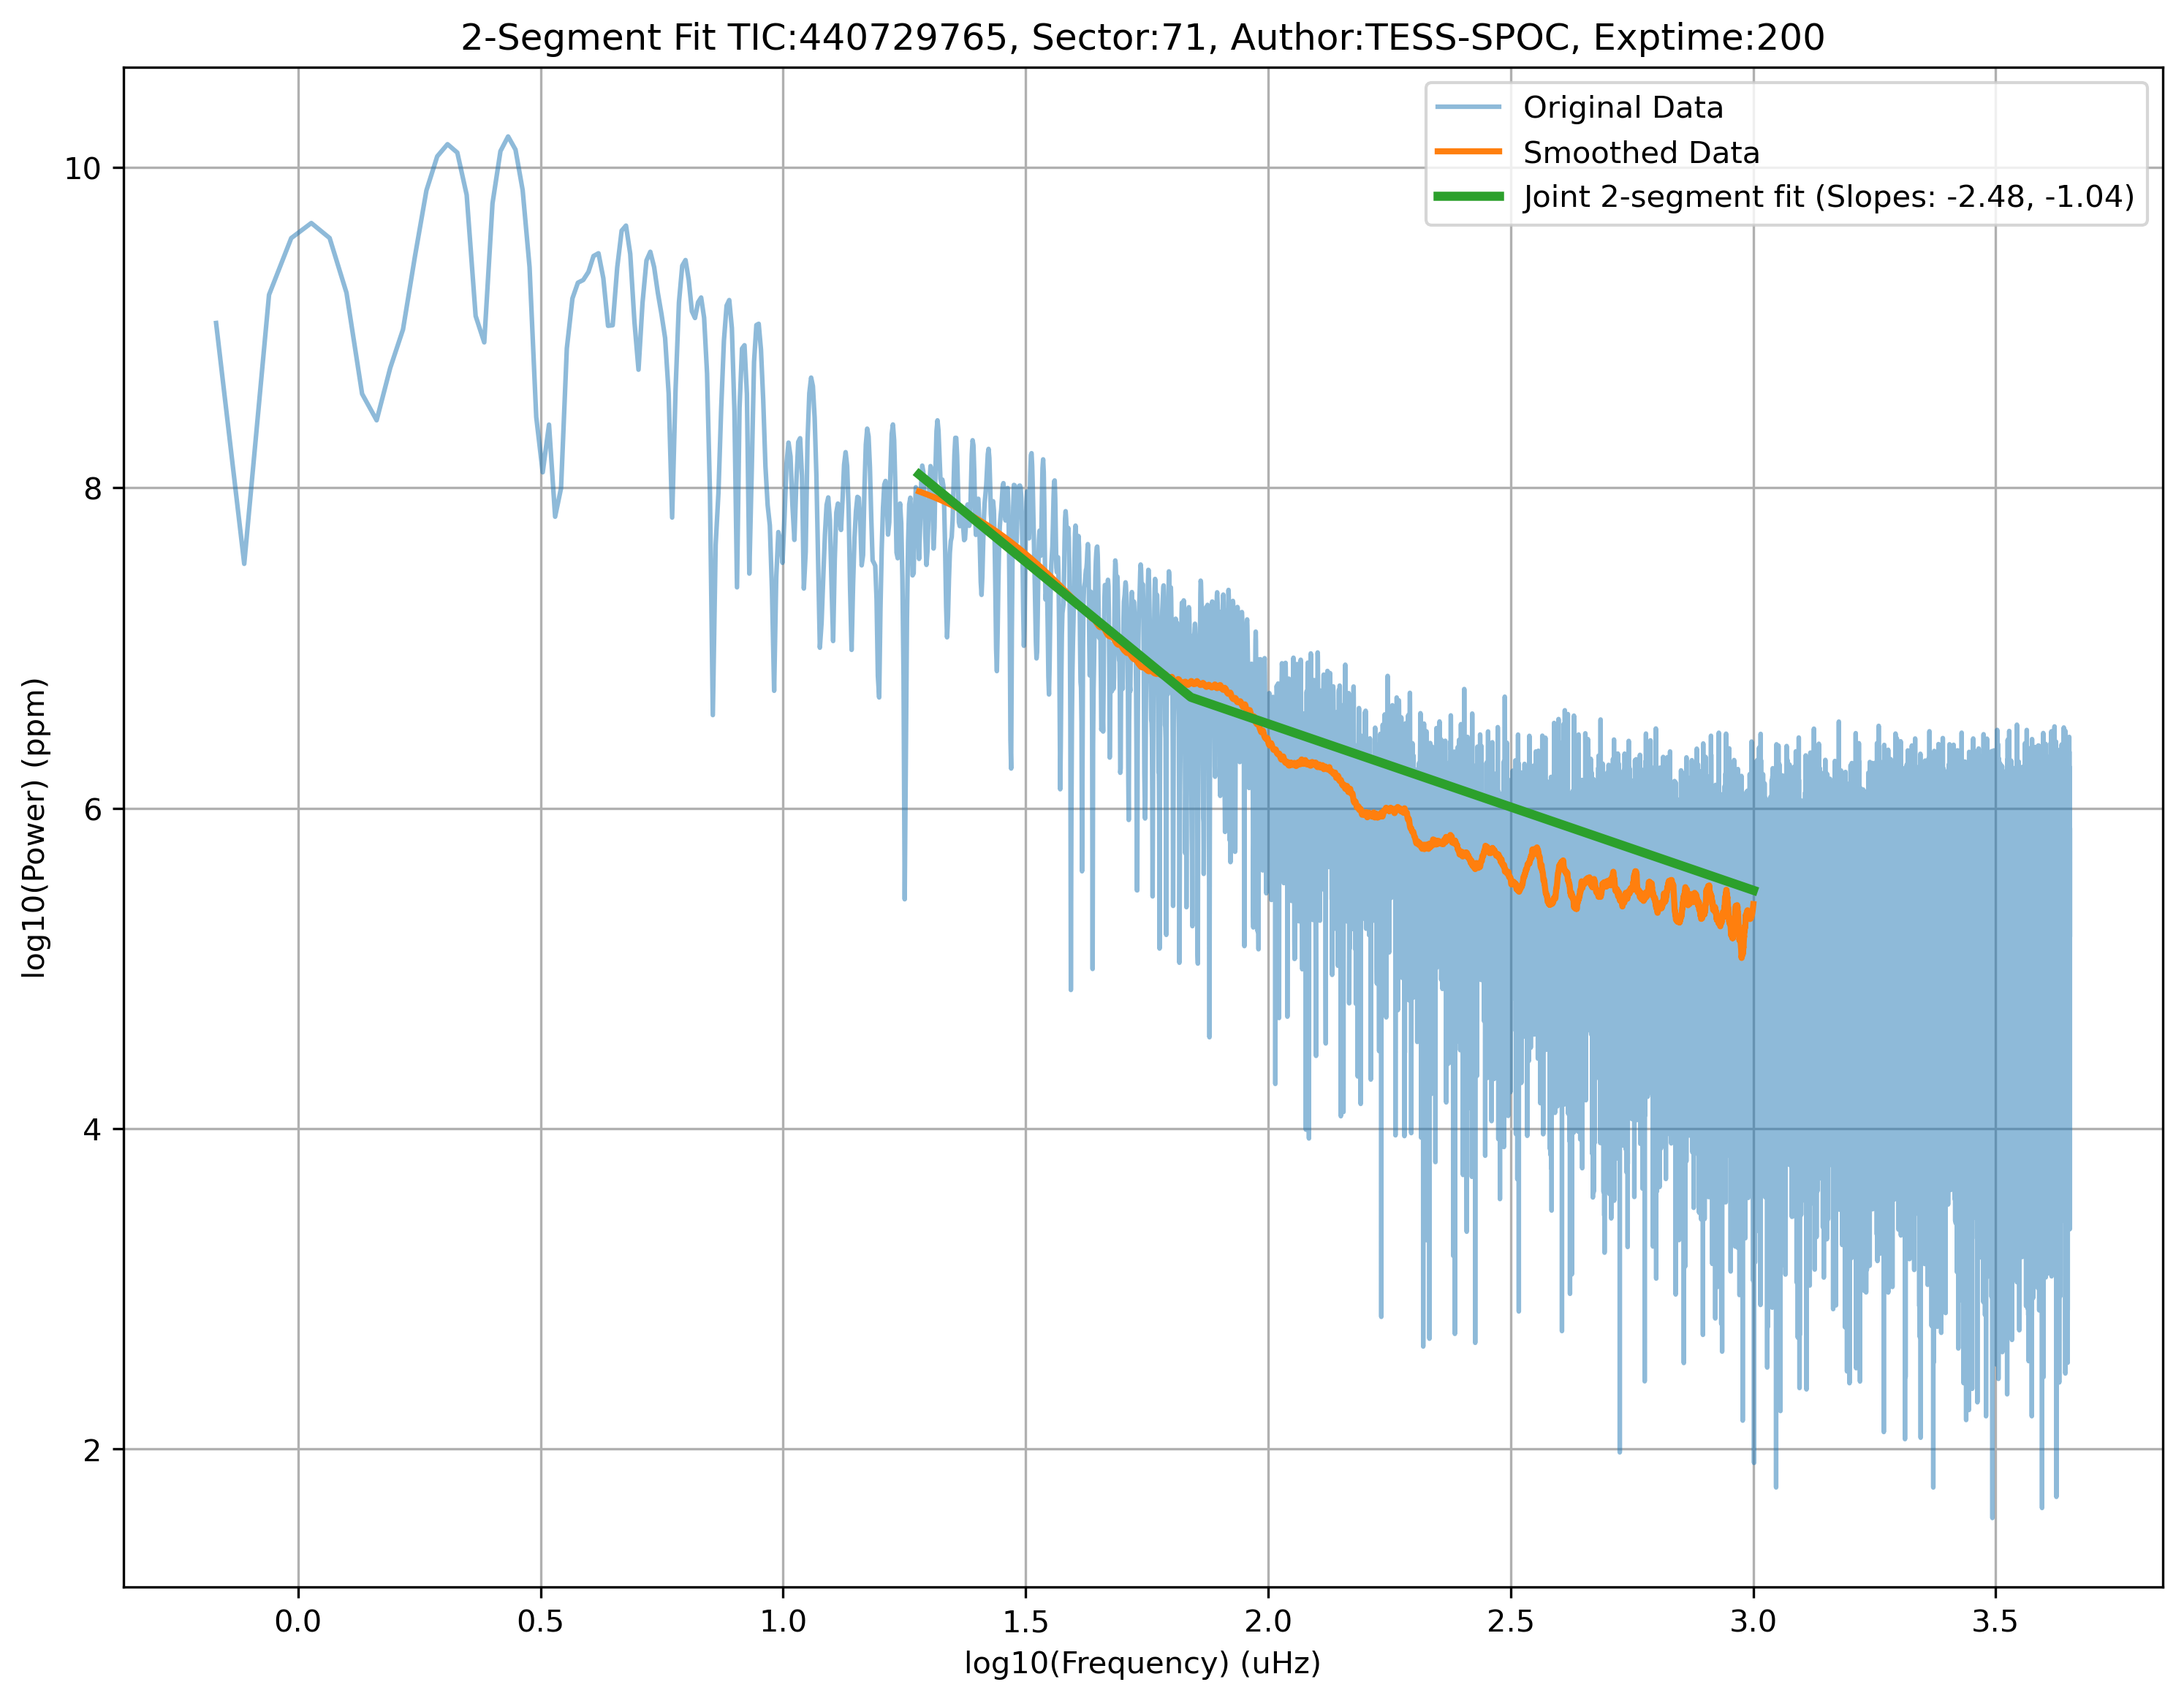 2-Segment Fit TIC:440729765, Sector:71, Author:TESS-SPOC, Exptime:200
Original Data
Smoothed Data
Joint 2-segment fit (Slopes: -2.48, -1.04)
log10(Power) (ppm)
10
8
6
4
2
0.0 0.5 1.0 1.5 2.0 2.5 3.0 3.5
log10(Frequency) (uHz)